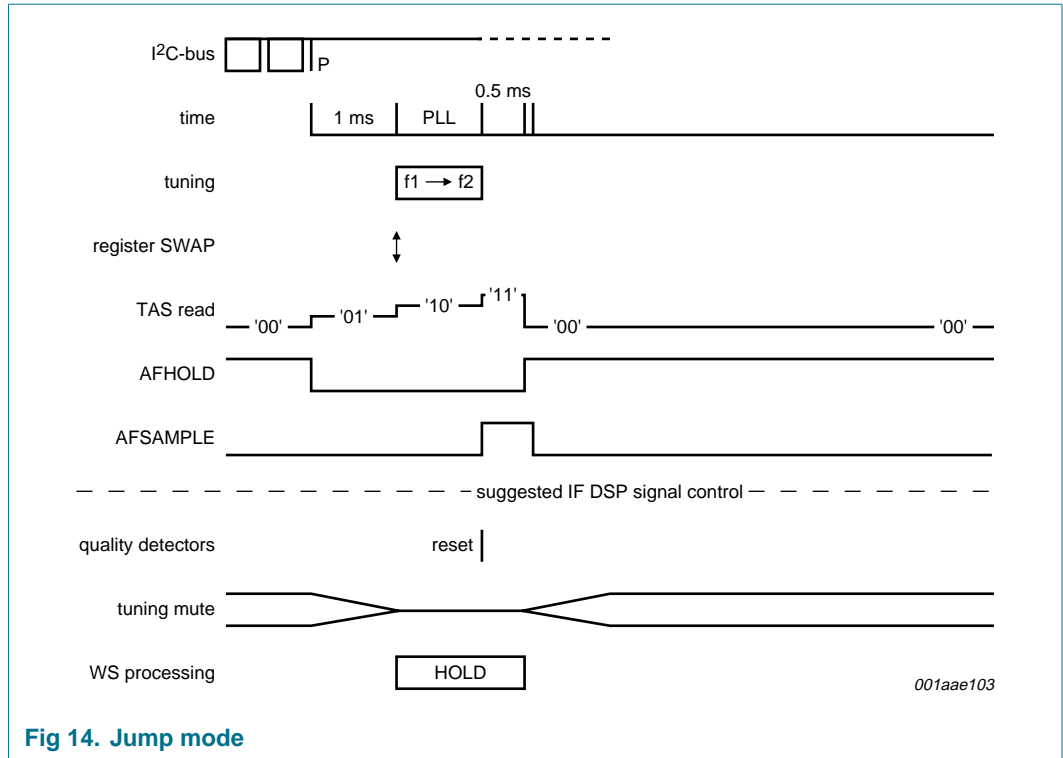 I2C-bus
P
0.5 ms
time 1 ms PLL
tuning f1 → f2
register SWAP
TAS read '00' '01' '10' '11' '00' '00'
AFHOLD
AFSAMPLE
suggested IF DSP signal control
quality detectors reset
tuning mute
WS processing HOLD
001aae103
Fig 14. Jump mode